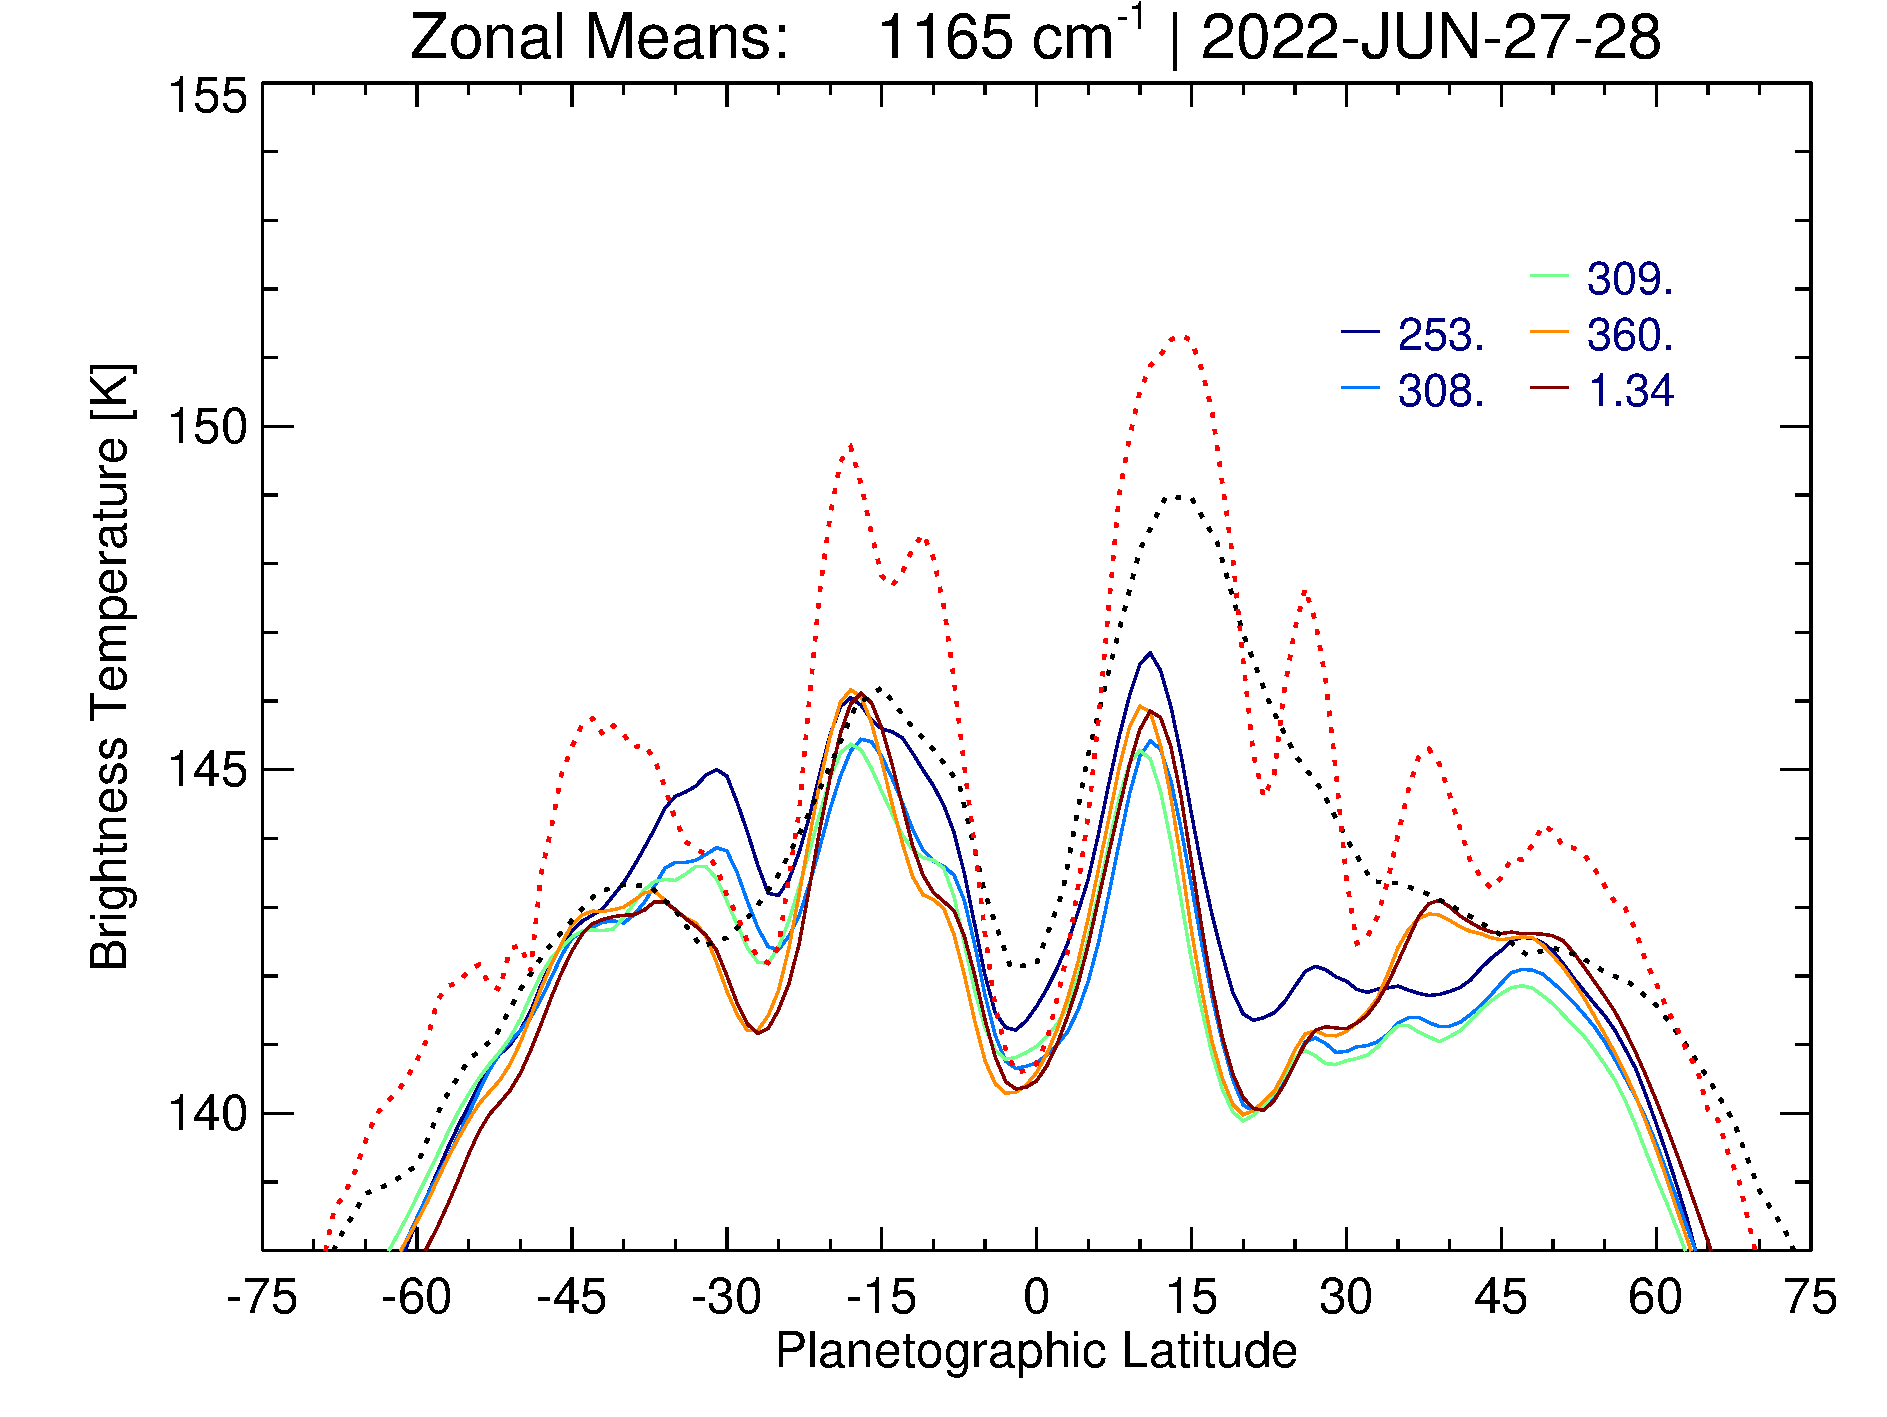 Zonal Means: 1165 cm⁻¹ | 2022-JUN-27-28
155
150
145
140
Brightness Temperature [K]
309.
253. 360.
308. 1.34
-75 -60 -45 -30 -15 0 15 30 45 60 75
Planetographic Latitude